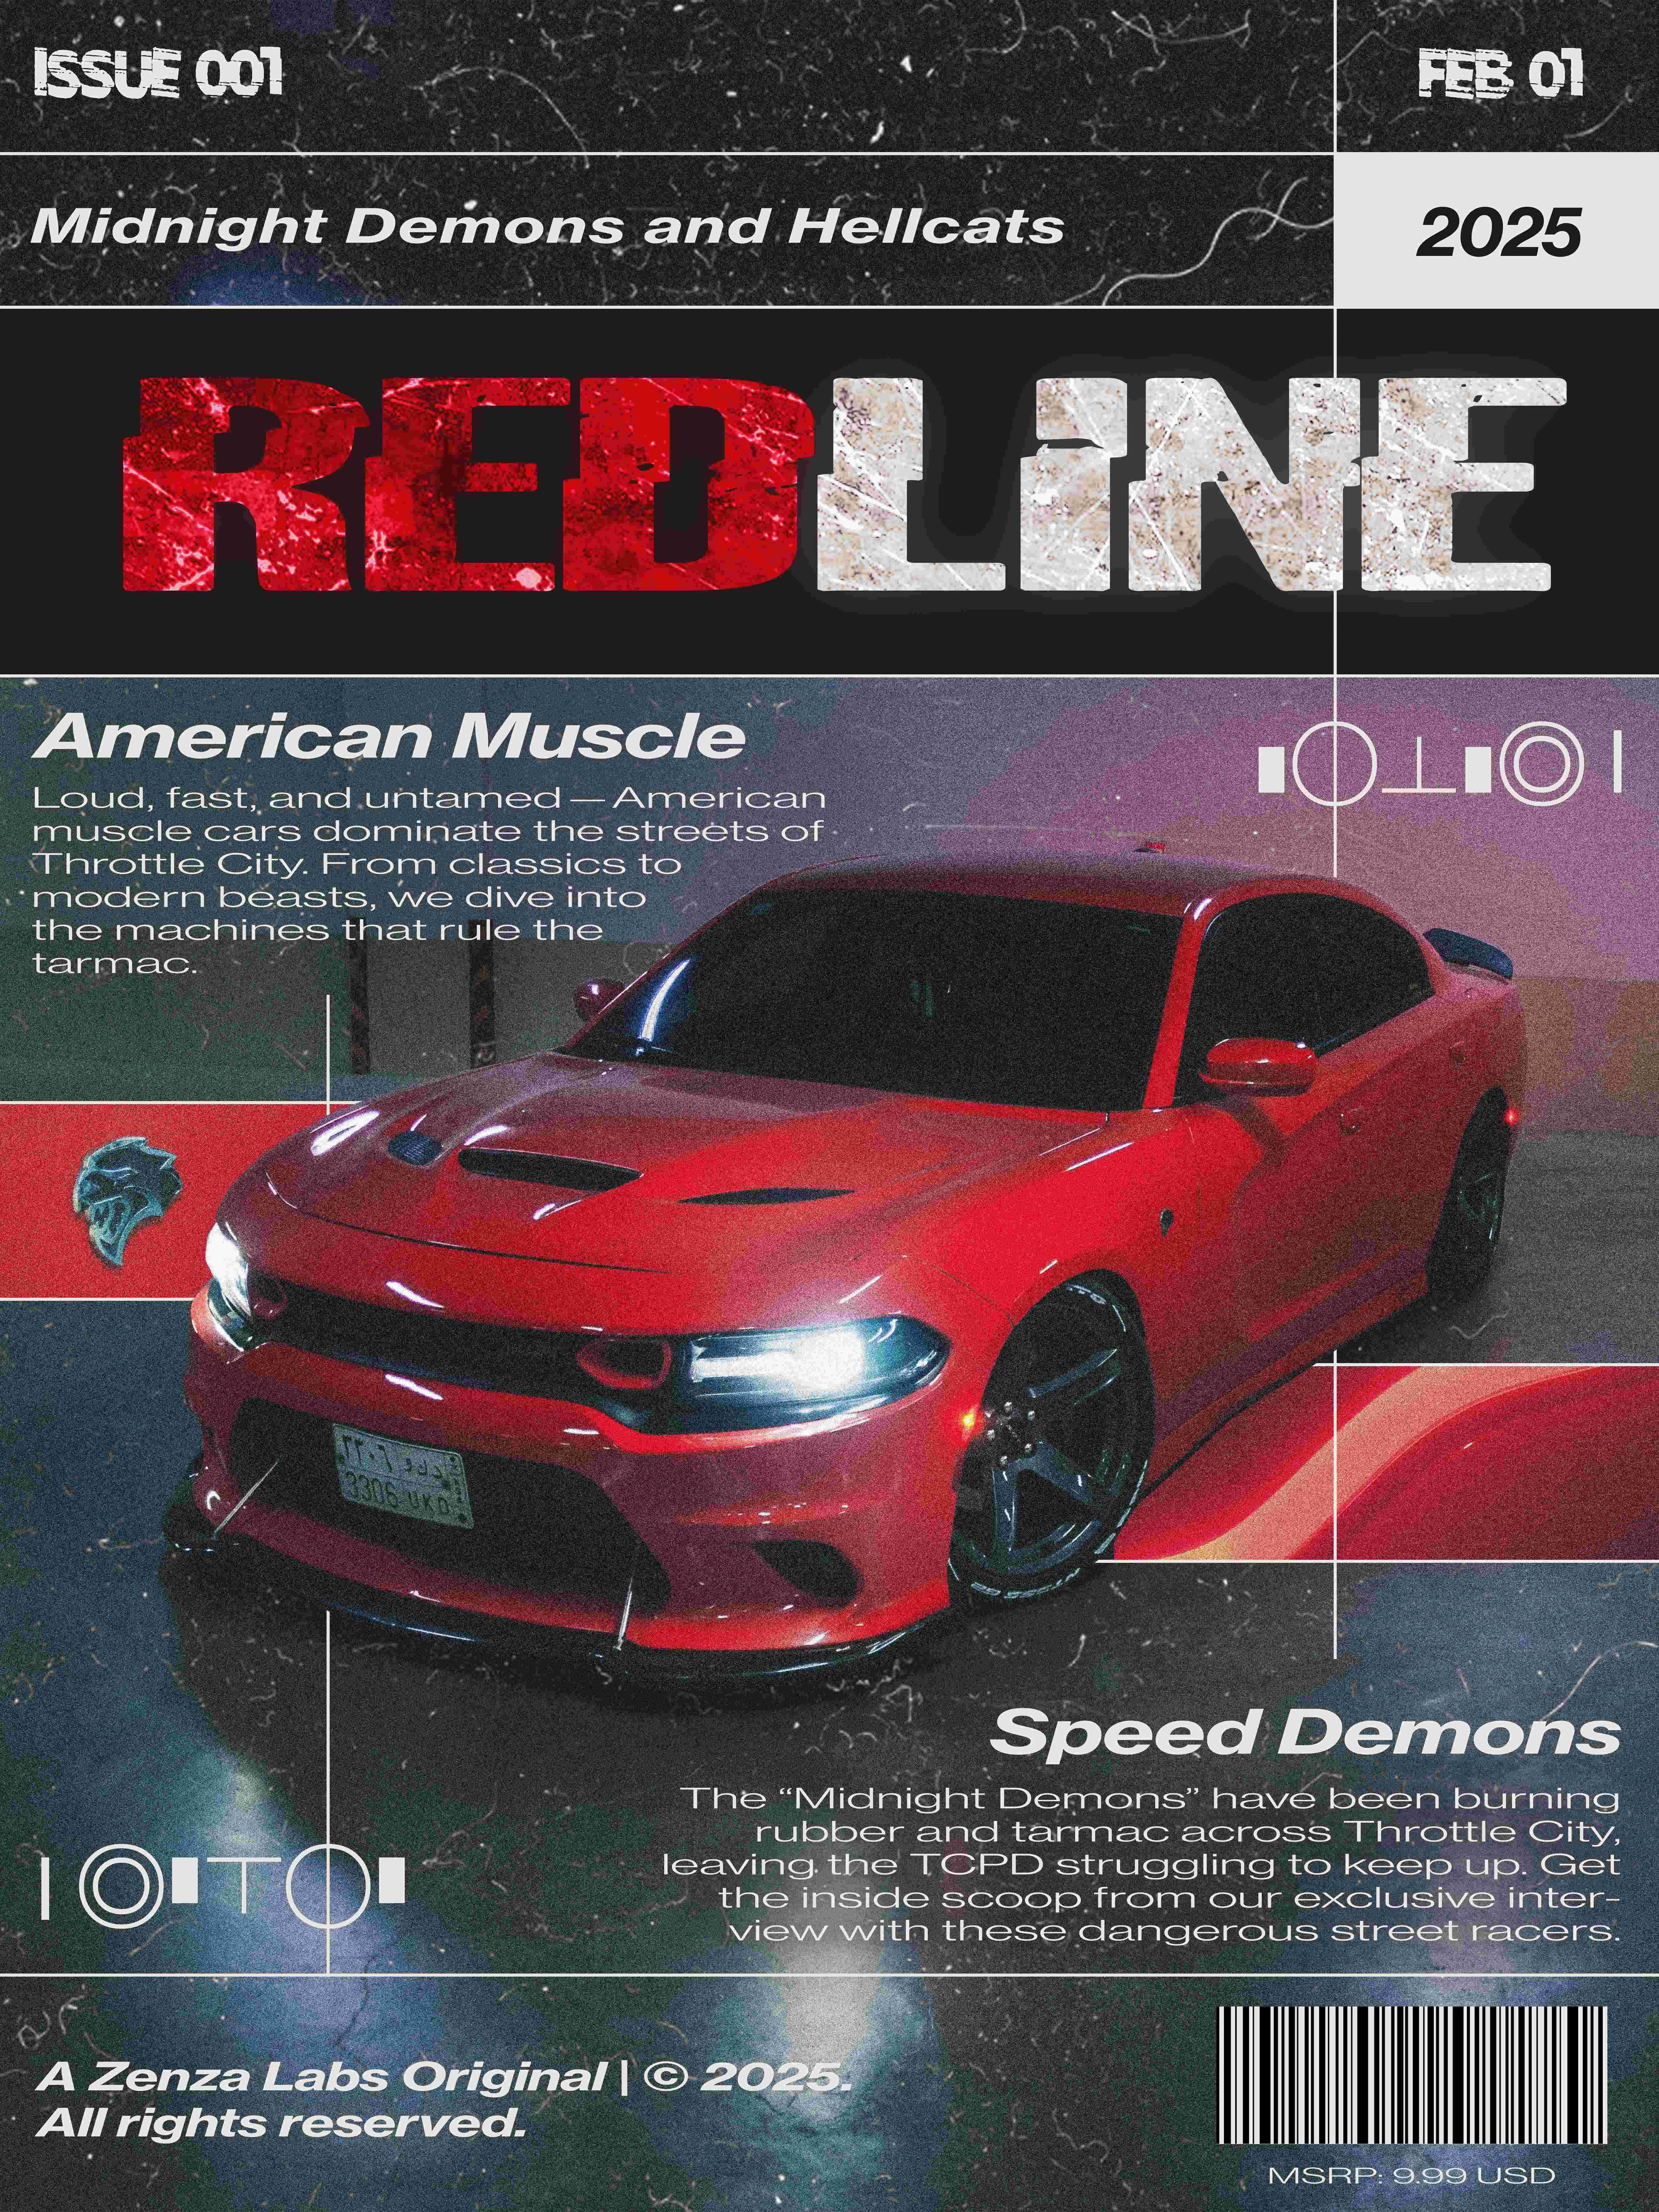 ISSUE 001
FEB 01
Midnight Demons and Hellcats
2025
REDLINE
American Muscle
Loud, fast, and untamed — American
muscle cars dominate the streets of
Throttle City. From classics to
modern beasts, we dive into
the machines that rule the
tarmac.
3306 UKD
Speed Demons
The “Midnight Demons” have been burning
rubber and tarmac across Throttle City,
leaving the TCPD struggling to keep up. Get
the inside scoop from our exclusive inter-
view with these dangerous street racers.
A Zenza Labs Original | © 2025.
All rights reserved.
MSRP: 9.99 USD